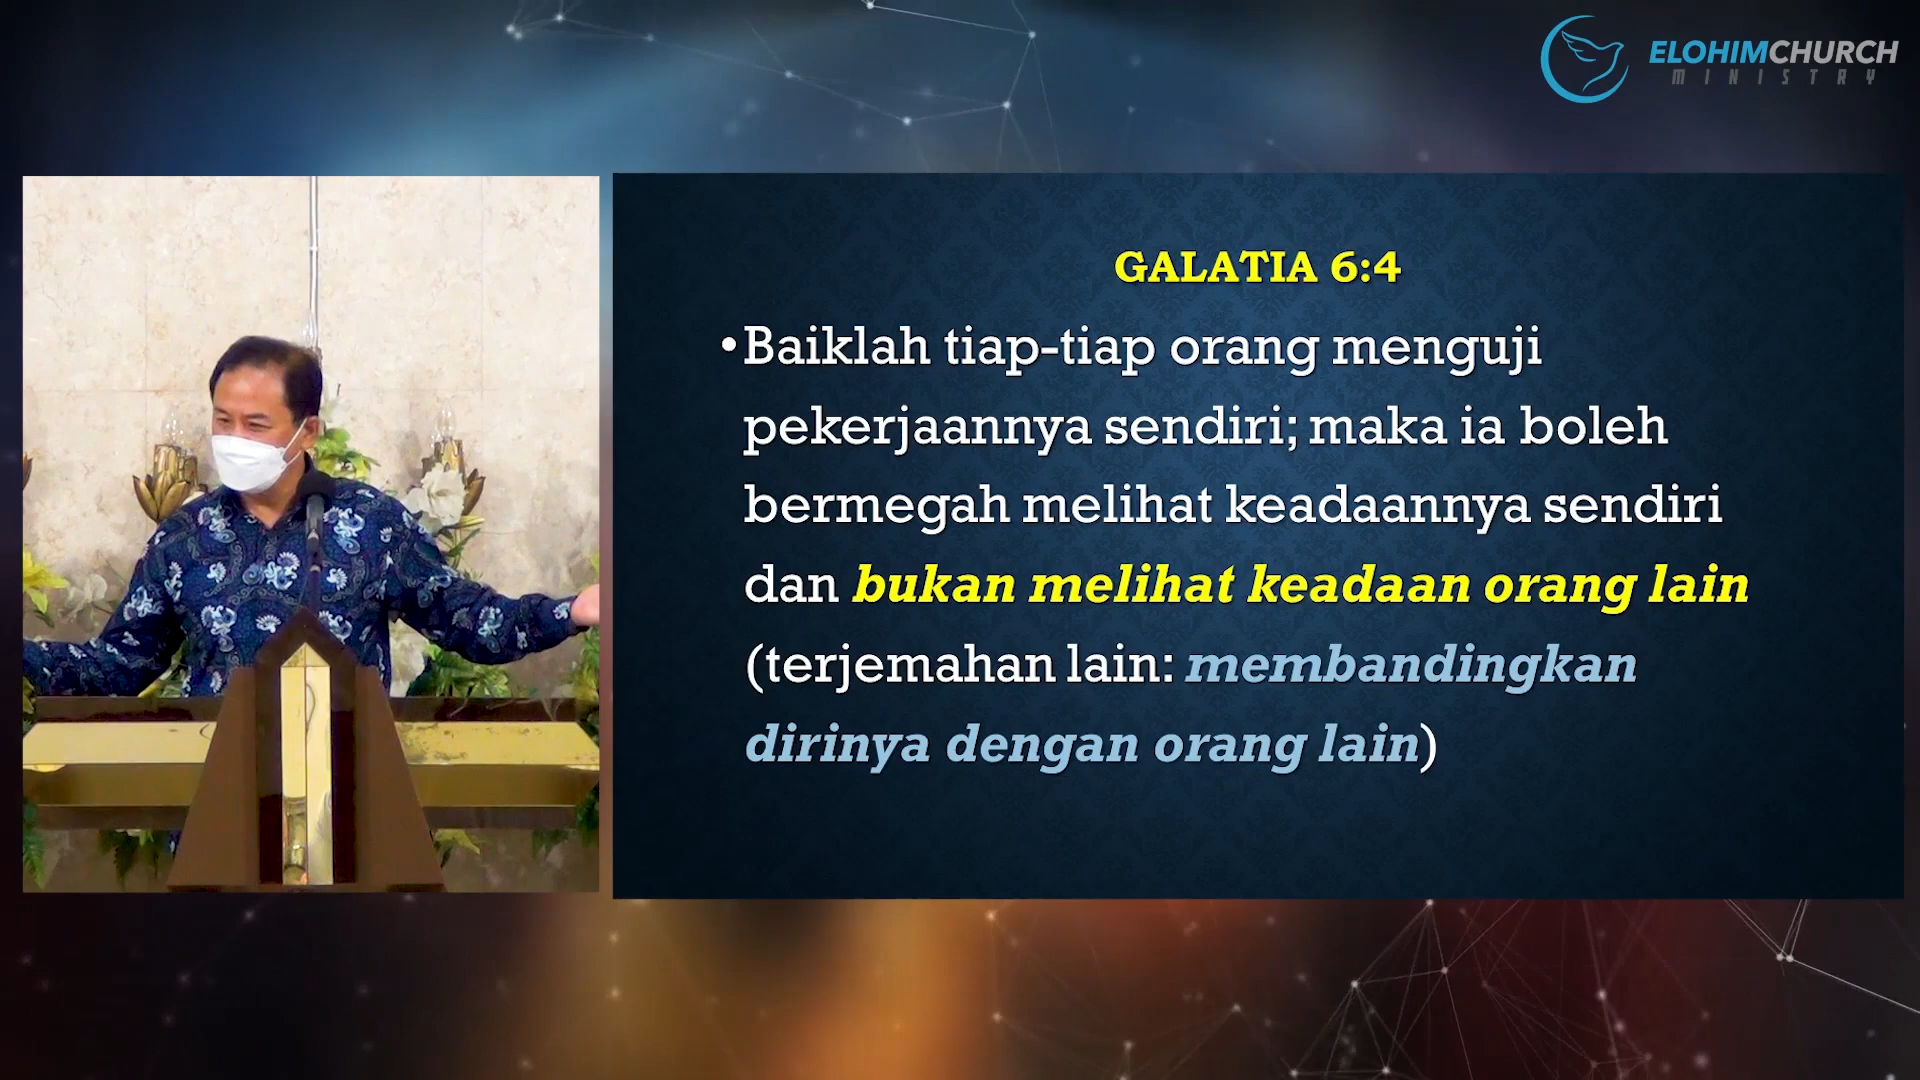 ELOHIMCHURCH
MINISTRY
GALATIA 6:4
•Baiklah tiap-tiap orang menguji
pekerjaannya sendiri; maka ia boleh
bermegah melihat keadaannya sendiri
dan bukan melihat keadaan orang lain
(terjemahan lain: membandingkan
dirinya dengan orang lain)